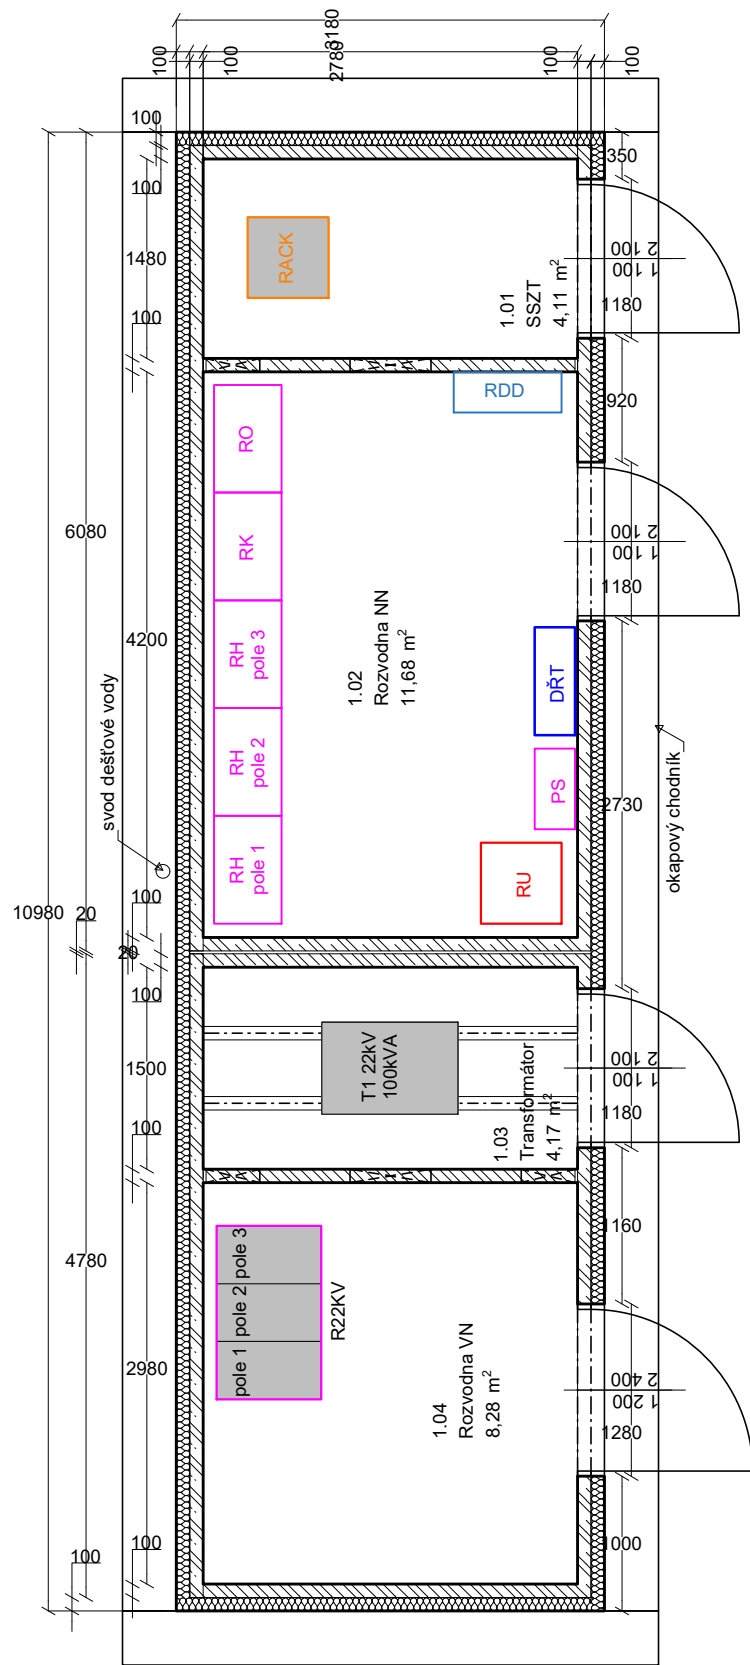 3180
2780
100
100
100
100
100
350
100
1480
RACK
1.01
SSZT
4,11 m²
2 100
1 100
1180
100
RDD
920
RO
6080
RK
2 100
1 100
1180
4200
RH
pole 3
1.02
Rozvodna NN
11,68 m²
DŘT
svod dešťové vody
RH
pole 2
PS
2730
okapový chodník
RH
pole 1
RU
10980
20
100
20
100
1500
T1 22kV
100kVA
1.03
Transformátor
4,17 m²
2 100
1 100
1180
100
1160
4780
pole 1
pole 2
pole 3
R22KV
2980
1.04
Rozvodna VN
8,28 m²
2 400
1 200
1280
100
100
1000